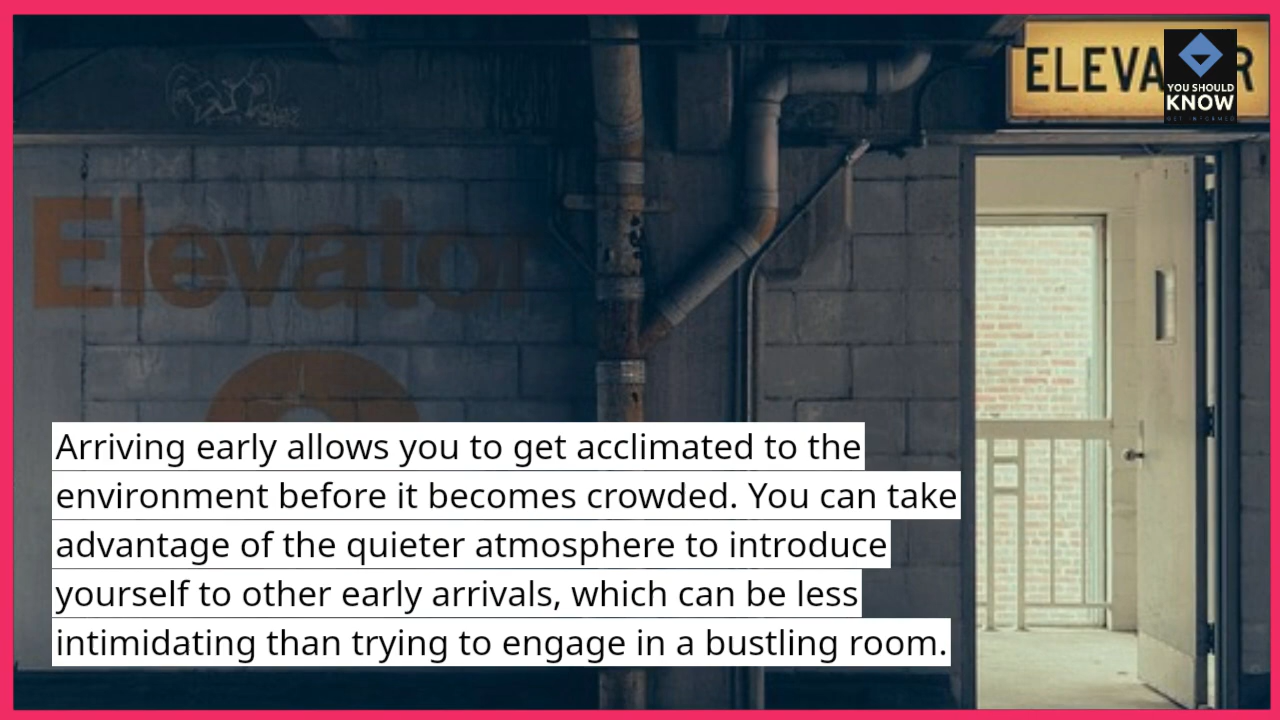 ELEVA R
YOU SHOULD
KNOW
GET INFORMED
Elevator
Arriving early allows you to get acclimated to the
environment before it becomes crowded. You can take
advantage of the quieter atmosphere to introduce
yourself to other early arrivals, which can be less
intimidating than trying to engage in a bustling room.